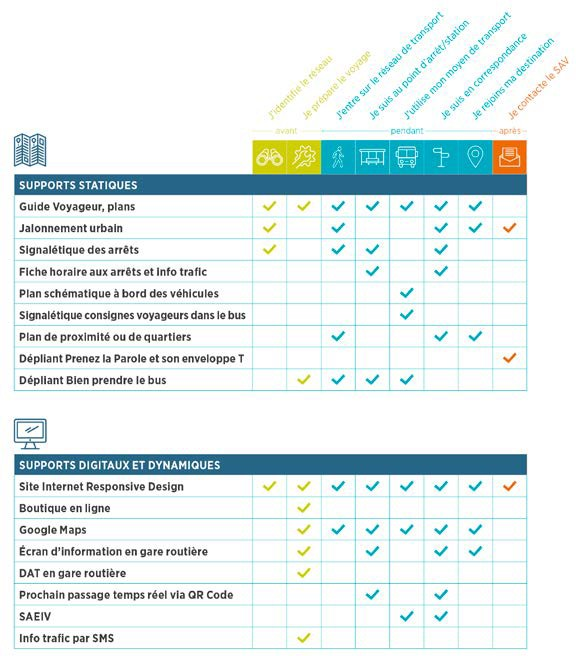 J'identifie le réseau
Je prépare le voyage
J'entre sur le réseau de transport
Je suis au point d'arrêt/station
J'utilise mon moyen de transport
Je suis en correspondance
Je rejoins ma destination
Je contacte le SAV
avant
pendant
après
SUPPORTS STATIQUES
Guide Voyageur, plans
Jalonnement urbain
Signalétique des arrêts
Fiche horaire aux arrêts et Info trafic
Plan schématique à bord des véhicules
Signalétique consignes voyageurs dans le bus
Plan de proximité ou de quartiers
Dépliant Prenez la Parole et son enveloppe T
Dépliant Bien prendre le bus
SUPPORTS DIGITAUX ET DYNAMIQUES
Site Internet Responsive Design
Boutique en ligne
Google Maps
Écran d'information en gare routière
DAT en gare routière
Prochain passage temps réel via QR Code
SAEIV
Info trafic par SMS